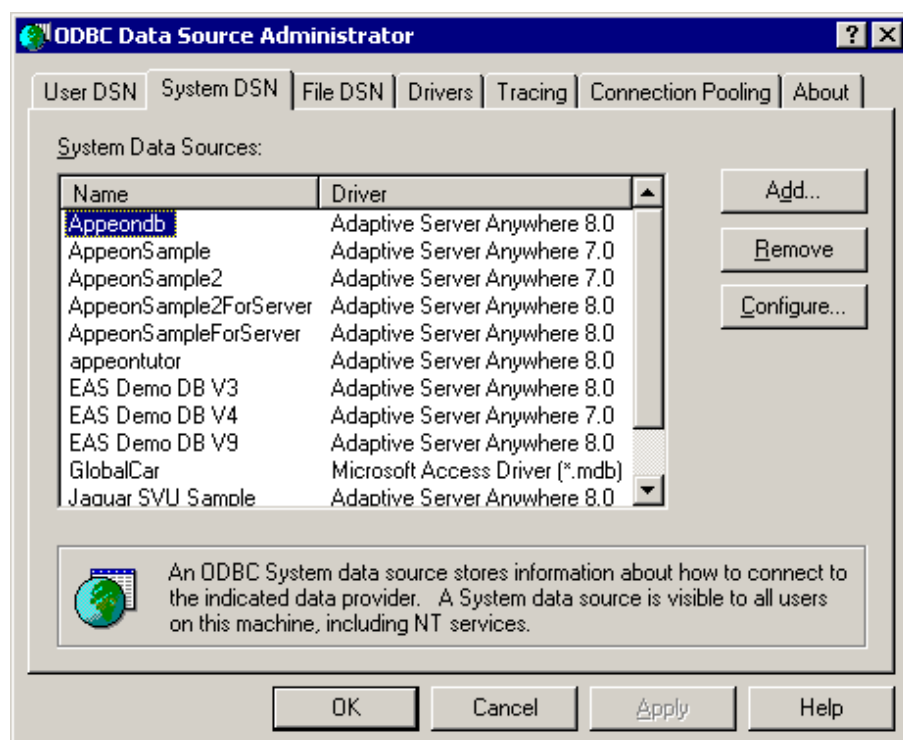 ODBC Data Source Administrator
User DSN System DSN File DSN Drivers Tracing Connection Pooling About
System Data Sources:
Name Driver
Appeondb Adaptive Server Anywhere 8.0
AppeonSample Adaptive Server Anywhere 7.0
AppeonSample2 Adaptive Server Anywhere 7.0
AppeonSample2ForServer Adaptive Server Anywhere 8.0
AppeonSampleForServer Adaptive Server Anywhere 8.0
appeontutor Adaptive Server Anywhere 8.0
EAS Demo DB V3 Adaptive Server Anywhere 8.0
EAS Demo DB V4 Adaptive Server Anywhere 7.0
EAS Demo DB V9 Adaptive Server Anywhere 8.0
GlobalCar Microsoft Access Driver (*.mdb)
Jaguar SVU Sample Adaptive Server Anywhere 8.0
Add...
Remove
Configure...
An ODBC System data source stores information about how to connect to
the indicated data provider. A System data source is visible to all users
on this machine, including NT services.
OK Cancel Apply Help